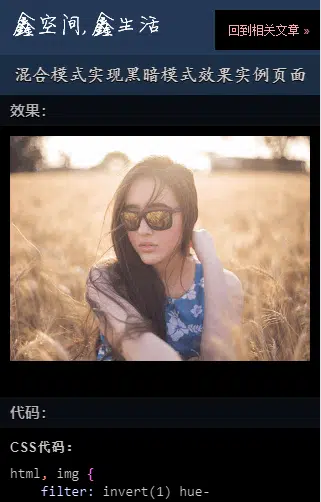 鑫空间,鑫生活
回到相关文章 »
混合模式实现黑暗模式效果实例页面
效果:
代码:
CSS代码:
html, img {
filter: invert(1) hue-